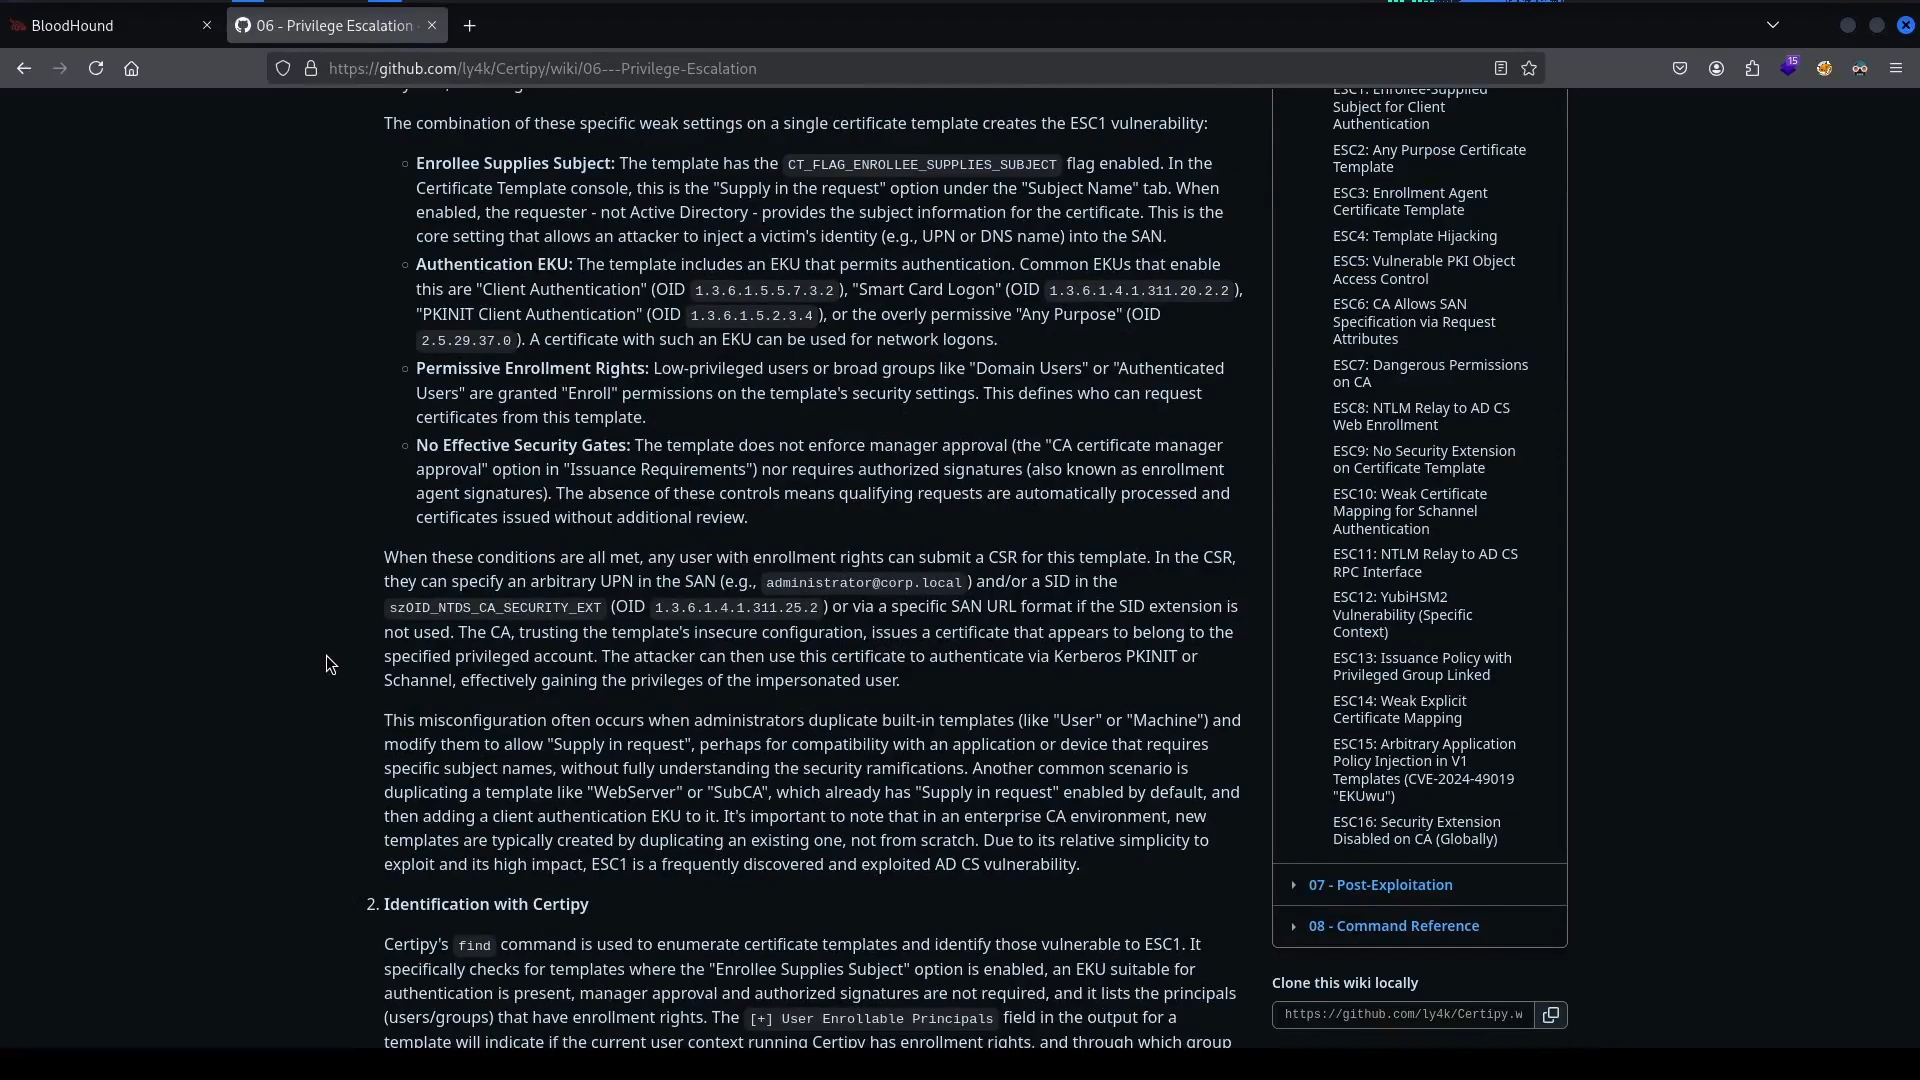 BloodHound
06 - Privilege Escalation
https://github.com/ly4k/Certipy/wiki/06---Privilege-Escalation
15
The combination of these specific weak settings on a single certificate template creates the ESC1 vulnerability:
Enrollee Supplies Subject: The template has the CT_FLAG_ENROLLEE_SUPPLIES_SUBJECT flag enabled. In the
Certificate Template console, this is the "Supply in the request" option under the "Subject Name" tab. When
enabled, the requester - not Active Directory - provides the subject information for the certificate. This is the
core setting that allows an attacker to inject a victim's identity (e.g., UPN or DNS name) into the SAN.
Authentication EKU: The template includes an EKU that permits authentication. Common EKUs that enable
this are "Client Authentication" (OID 1.3.6.1.5.5.7.3.2), "Smart Card Logon" (OID 1.3.6.1.4.1.311.20.2.2),
"PKINIT Client Authentication" (OID 1.3.6.1.5.2.3.4), or the overly permissive "Any Purpose" (OID
2.5.29.37.0). A certificate with such an EKU can be used for network logons.
Permissive Enrollment Rights: Low-privileged users or broad groups like "Domain Users" or "Authenticated
Users" are granted "Enroll" permissions on the template's security settings. This defines who can request
certificates from this template.
No Effective Security Gates: The template does not enforce manager approval (the "CA certificate manager
approval" option in "Issuance Requirements") nor requires authorized signatures (also known as enrollment
agent signatures). The absence of these controls means qualifying requests are automatically processed and
certificates issued without additional review.
When these conditions are all met, any user with enrollment rights can submit a CSR for this template. In the CSR,
they can specify an arbitrary UPN in the SAN (e.g., administrator@corp.local) and/or a SID in the
szOID_NTDS_CA_SECURITY_EXT (OID 1.3.6.1.4.1.311.25.2) or via a specific SAN URL format if the SID extension is
not used. The CA, trusting the template's insecure configuration, issues a certificate that appears to belong to the
specified privileged account. The attacker can then use this certificate to authenticate via Kerberos PKINIT or
Schannel, effectively gaining the privileges of the impersonated user.
This misconfiguration often occurs when administrators duplicate built-in templates (like "User" or "Machine") and
modify them to allow "Supply in request", perhaps for compatibility with an application or device that requires
specific subject names, without fully understanding the security ramifications. Another common scenario is
duplicating a template like "WebServer" or "SubCA", which already has "Supply in request" enabled by default, and
then adding a client authentication EKU to it. It's important to note that in an enterprise CA environment, new
templates are typically created by duplicating an existing one, not from scratch. Due to its relative simplicity to
exploit and its high impact, ESC1 is a frequently discovered and exploited AD CS vulnerability.
2. Identification with Certipy
Certipy's find command is used to enumerate certificate templates and identify those vulnerable to ESC1. It
specifically checks for templates where the "Enrollee Supplies Subject" option is enabled, an EKU suitable for
authentication is present, manager approval and authorized signatures are not required, and it lists the principals
(users/groups) that have enrollment rights. The [+] User Enrollable Principals field in the output for a
template will indicate if the current user context running Certipy has enrollment rights, and through which group
ESC1: Enrollee-Supplied
Subject for Client
Authentication
ESC2: Any Purpose Certificate
Template
ESC3: Enrollment Agent
Certificate Template
ESC4: Template Hijacking
ESC5: Vulnerable PKI Object
Access Control
ESC6: CA Allows SAN
Specification via Request
Attributes
ESC7: Dangerous Permissions
on CA
ESC8: NTLM Relay to AD CS
Web Enrollment
ESC9: No Security Extension
on Certificate Template
ESC10: Weak Certificate
Mapping for Schannel
Authentication
ESC11: NTLM Relay to AD CS
RPC Interface
ESC12: YubiHSM2
Vulnerability (Specific
Context)
ESC13: Issuance Policy with
Privileged Group Linked
ESC14: Weak Explicit
Certificate Mapping
ESC15: Arbitrary Application
Policy Injection in V1
Templates (CVE-2024-49019
"EKUwu")
ESC16: Security Extension
Disabled on CA (Globally)
07 - Post-Exploitation
08 - Command Reference
Clone this wiki locally
https://github.com/ly4k/Certipy.w